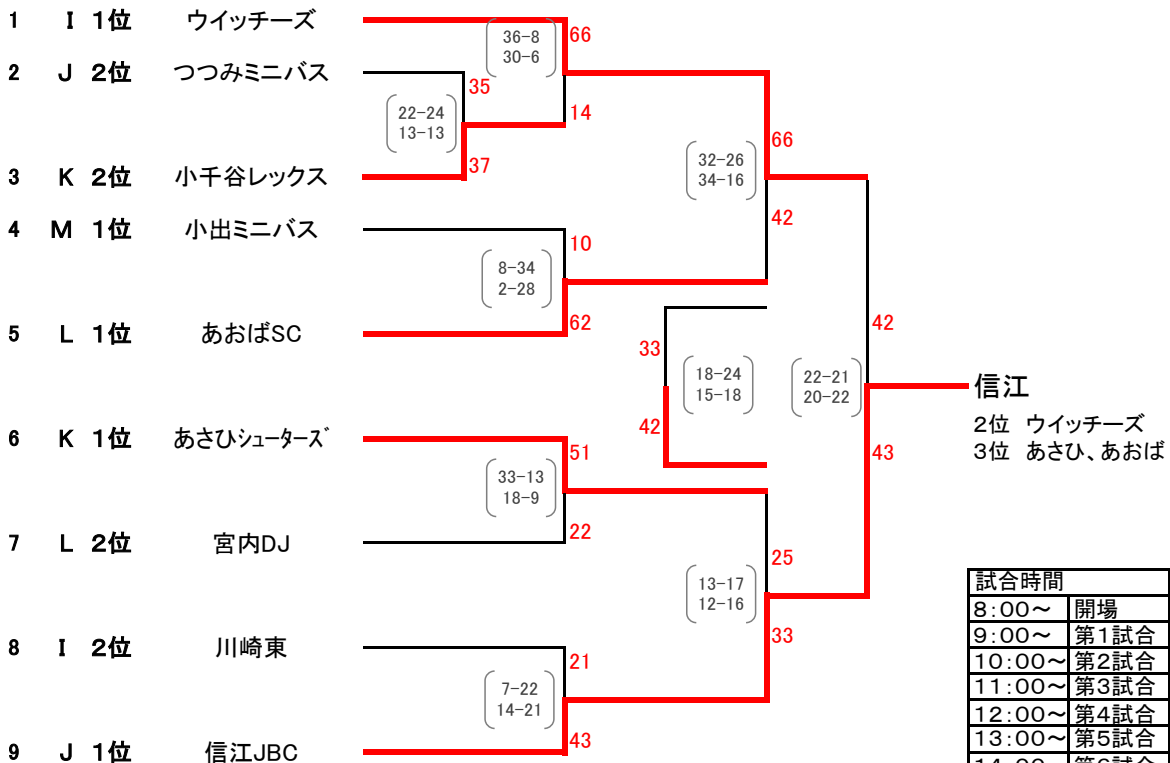 1 I 1位 ウイッチーズ
66
36-8
30-6
2 J 2位 つつみミニバス
35
14
22-24
13-13
37
3 K 2位 小千谷レックス
66
32-26
34-16
42
4 M 1位 小出ミニバス
10
8-34
2-28
62
5 L 1位 あおばSC
33
18-24
15-18
42
22-21
20-22
42
43
信江
2位 ウイッチーズ
3位 あさひ、あおば
6 K 1位 あさひシューターズ
51
33-13
18-9
22
7 L 2位 宮内DJ
25
13-17
12-16
33
8 I 2位 川崎東
21
7-22
14-21
43
9 J 1位 信江JBC
試合時間
8:00~ 開場
9:00~ 第1試合
10:00~ 第2試合
11:00~ 第3試合
12:00~ 第4試合
13:00~ 第5試合